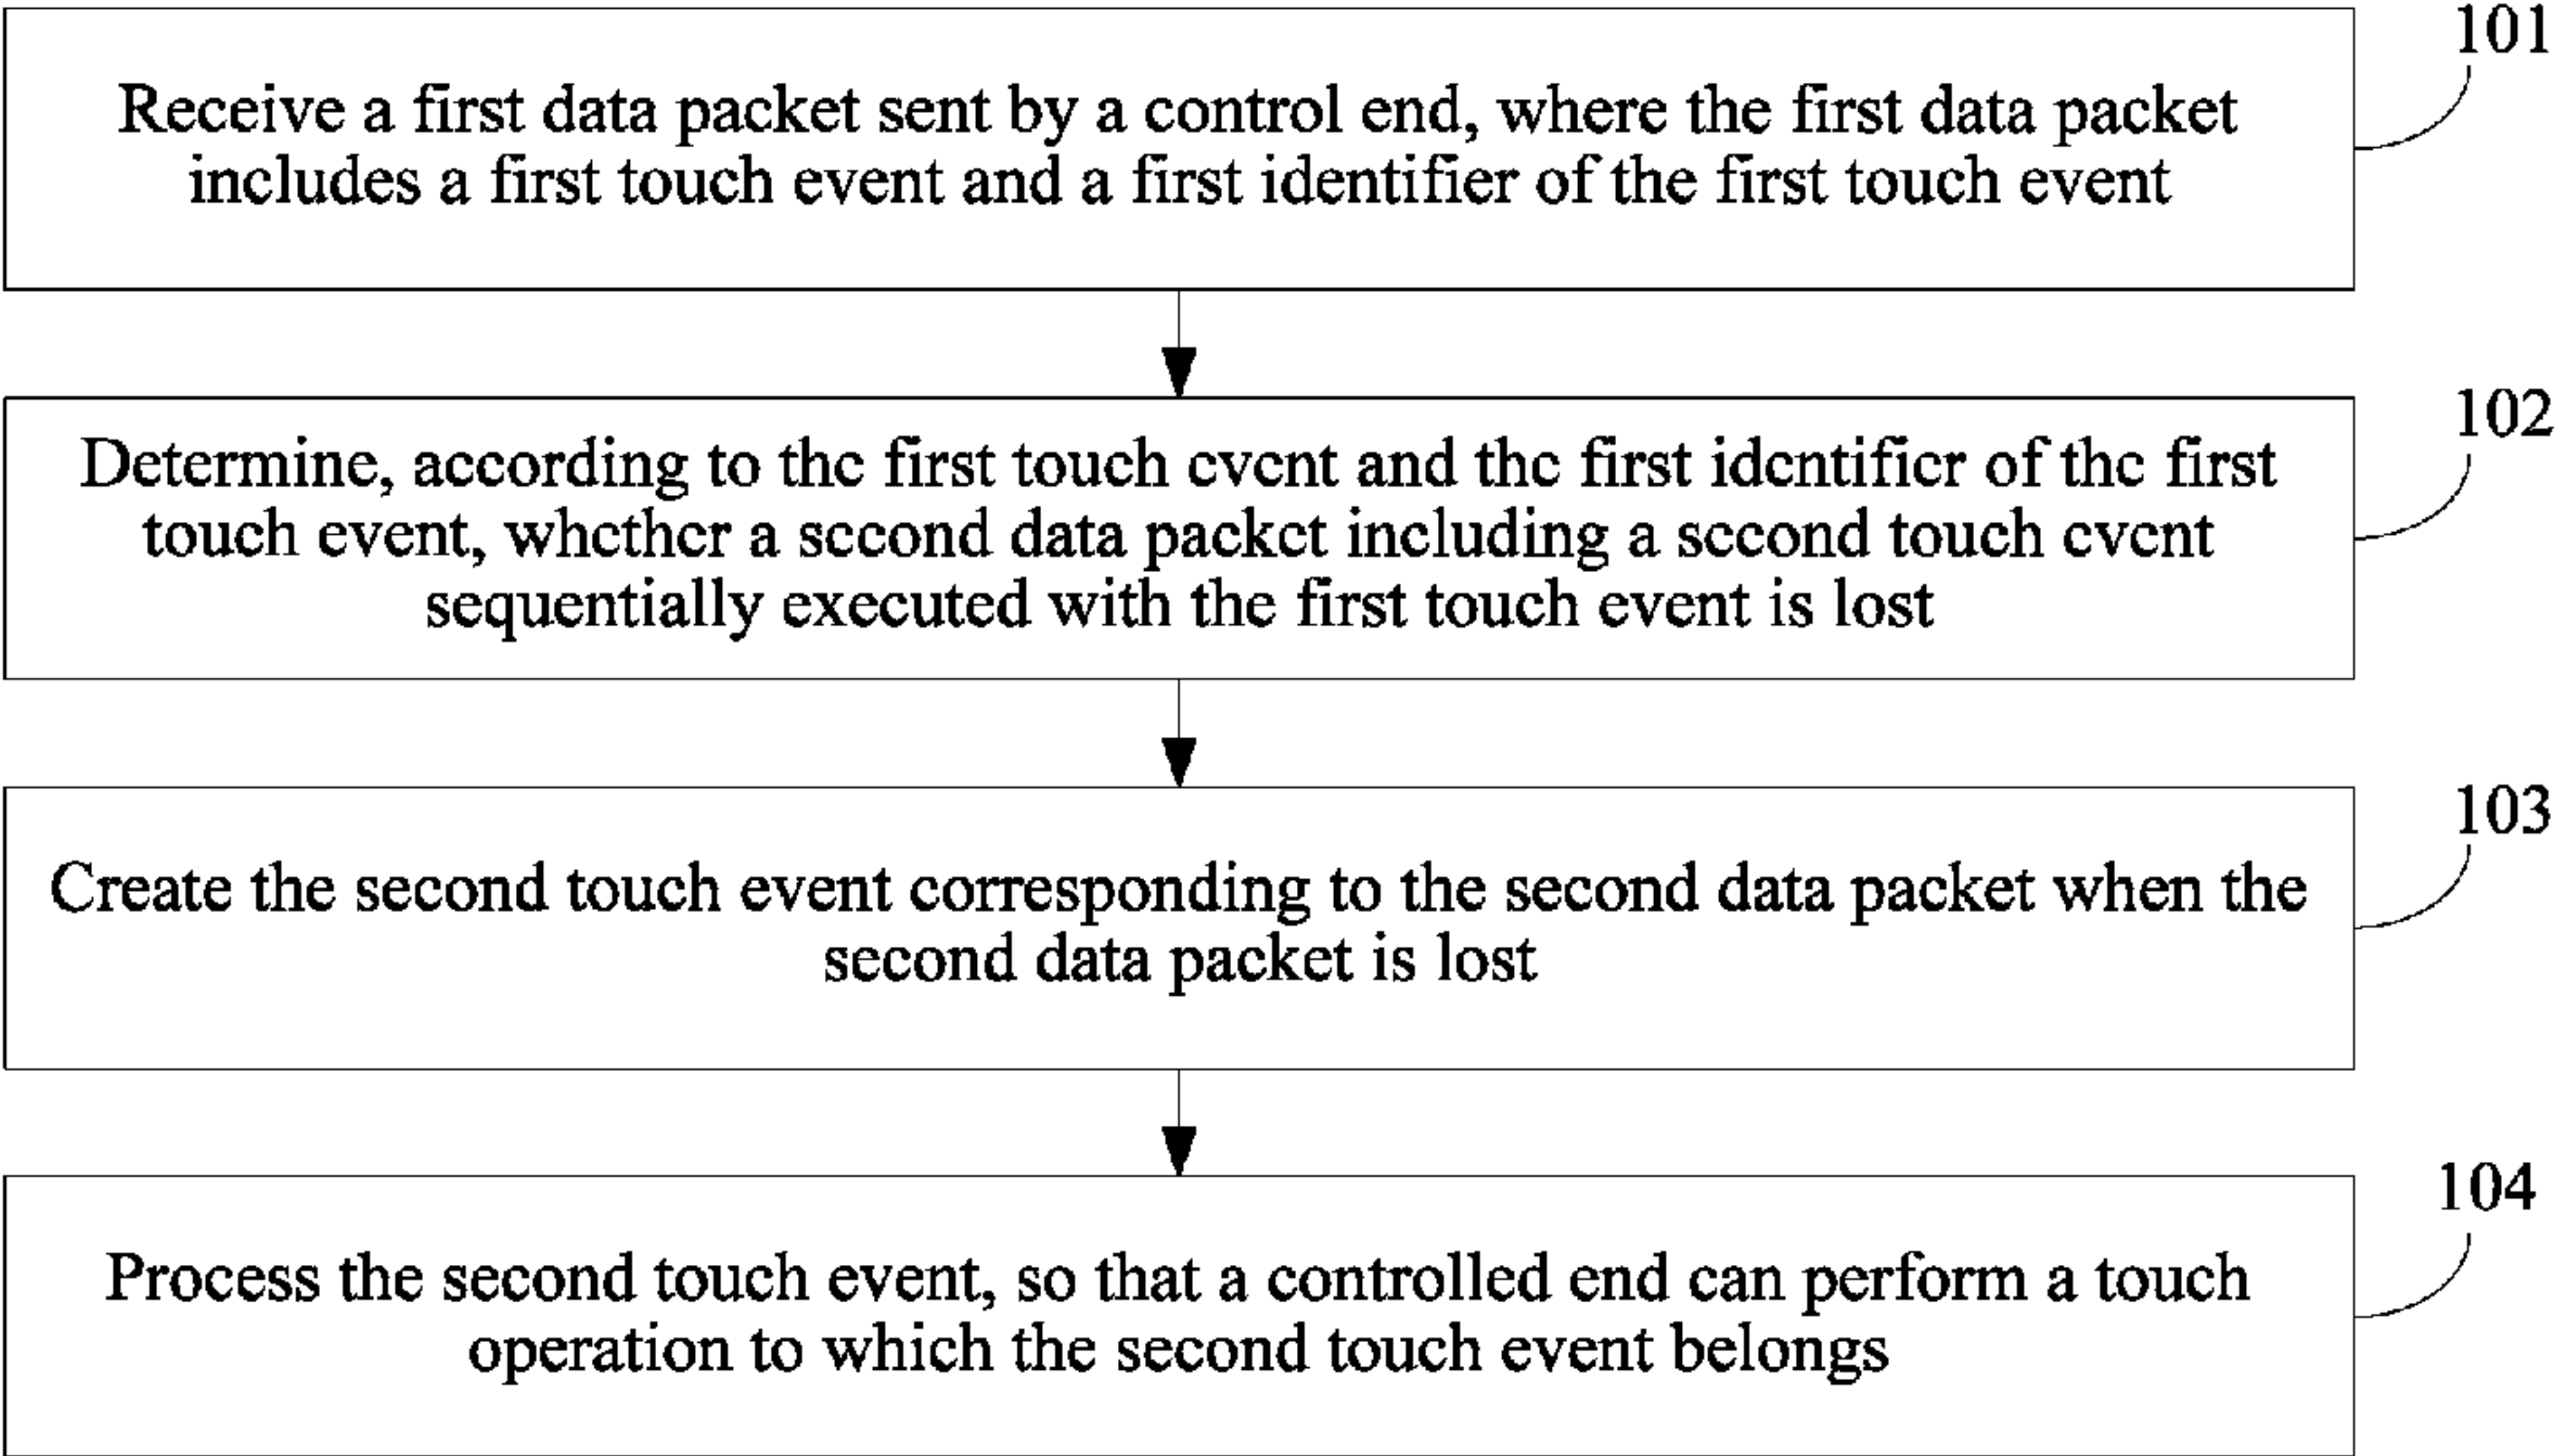 101
Receive a first data packet sent by a control end, where the first data packet
includes a first touch event and a first identifier of the first touch event
102
Determine, according to the first touch event and the first identifier of the first
touch event, whether a second data packet including a second touch event
sequentially executed with the first touch event is lost
103
Create the second touch event corresponding to the second data packet when the
second data packet is lost
104
Process the second touch event, so that a controlled end can perform a touch
operation to which the second touch event belongs